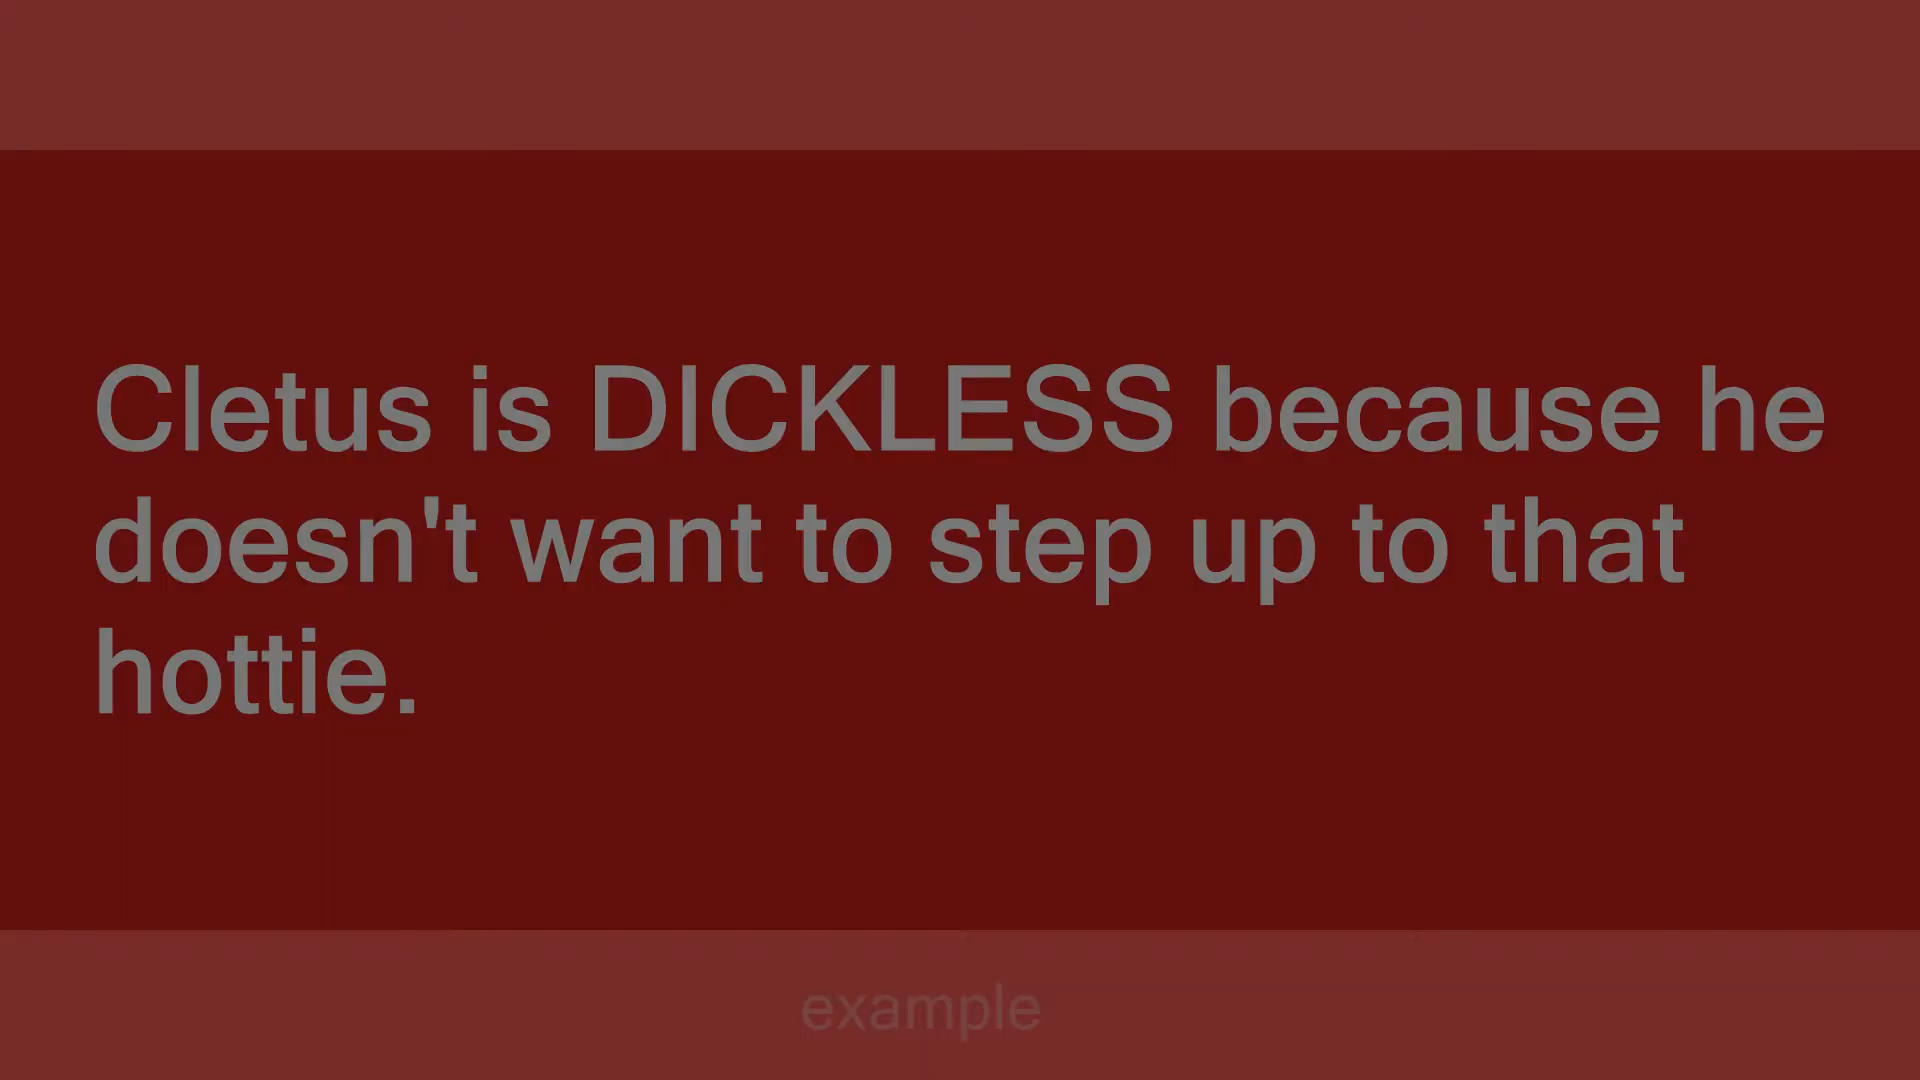 Cletus is DICKLESS because he
doesn't want to step up to that
hottie.
example